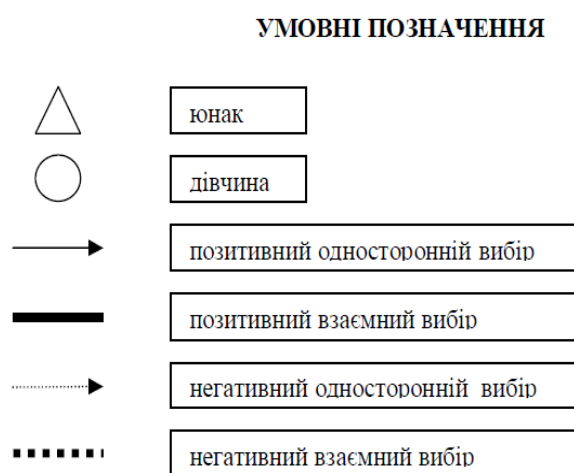 УМОВНІ ПОЗНАЧЕННЯ
юнак
дівчина
позитивний односторонній вибір
позитивний взаємний вибір
негативний односторонній вибір
негативний взаємний вибір